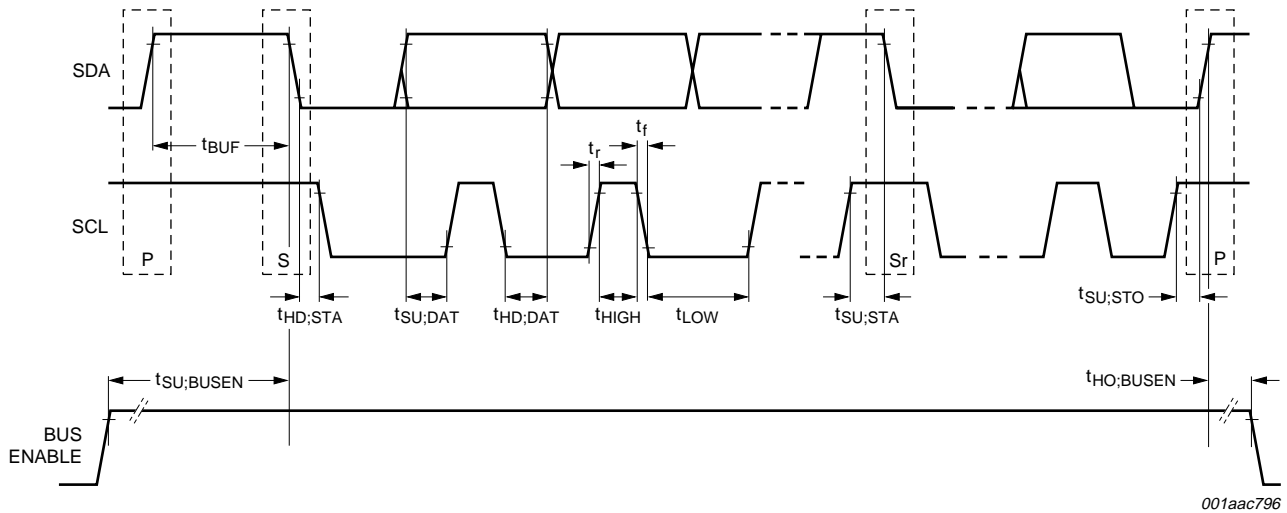 SDA
tBUF
tf
tr
SCL
P
S
Sr
P
tSU;STO
tHD;STA
tSU;DAT
tHD;DAT
tHIGH
tLOW
tSU;STA
tSU;BUSEN
tHO;BUSEN
BUS
ENABLE
001aac796